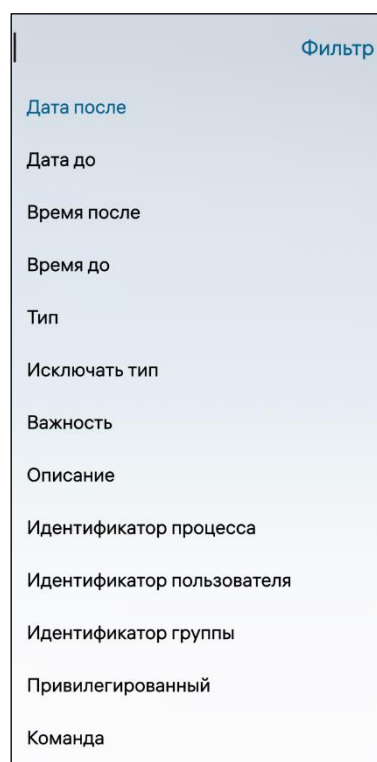 Фильтр
Дата после
Дата до
Время после
Время до
Тип
Исключать тип
Важность
Описание
Идентификатор процесса
Идентификатор пользователя
Идентификатор группы
Привилегированный
Команда